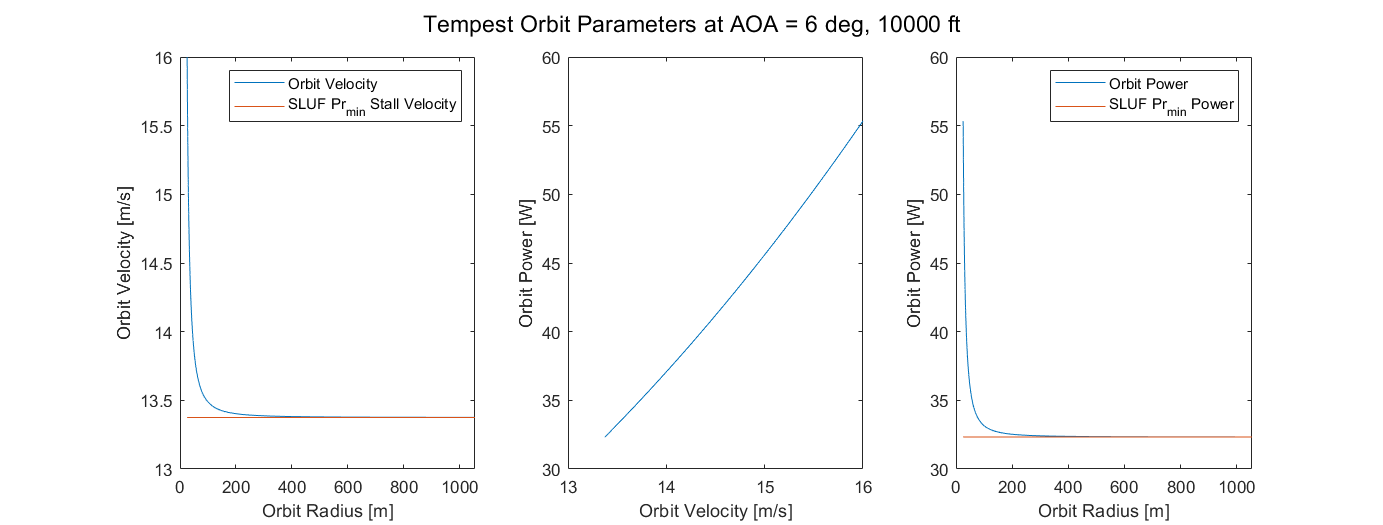 Tempest Orbit Parameters at AOA = 6 deg, 10000 ft
16
15.5
15
14.5
14
13.5
13
Orbit Velocity [m/s]
Orbit Velocity
SLUF Pr_min Stall Velocity
0 200 400 600 800 1000
Orbit Radius [m]
60
55
50
45
40
35
30
Orbit Power [W]
13 14 15 16
Orbit Velocity [m/s]
60
55
50
45
40
35
30
Orbit Power [W]
Orbit Power
SLUF Pr_min Power
0 200 400 600 800 1000
Orbit Radius [m]